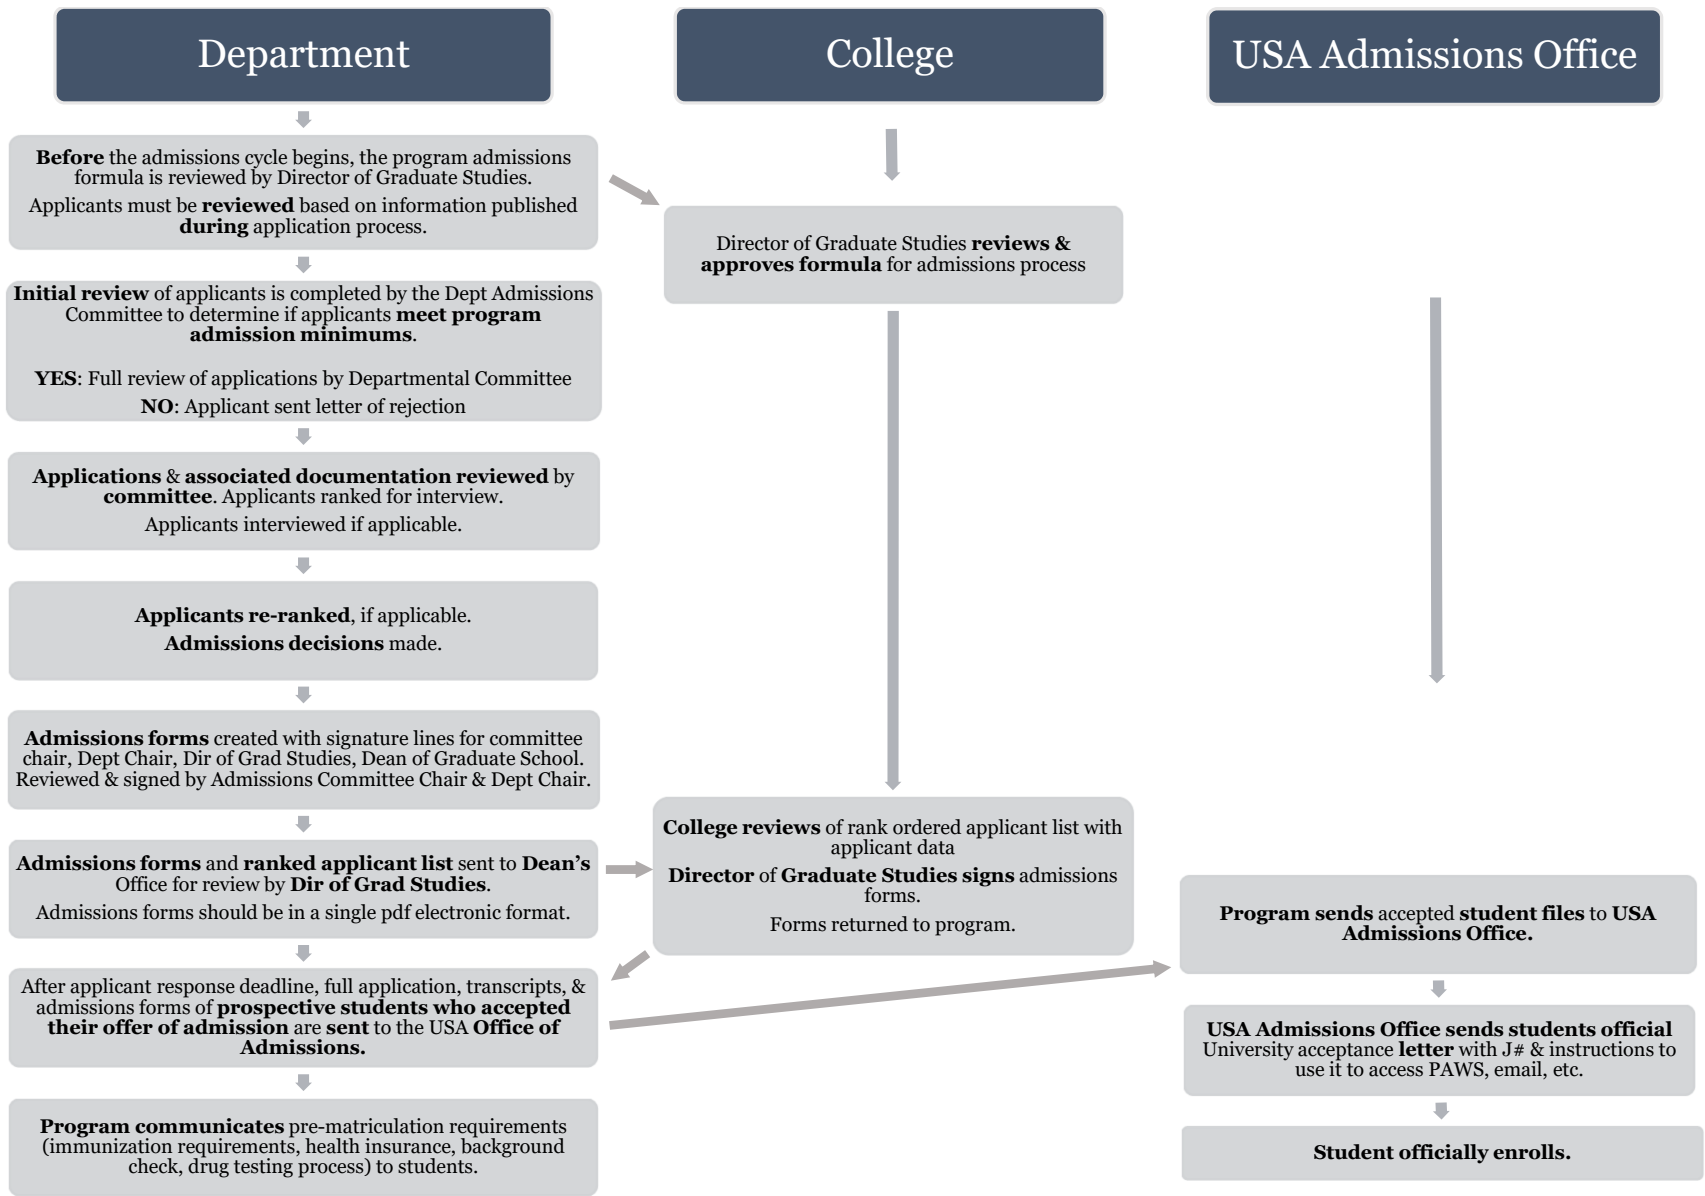 Department
Before the admissions cycle begins, the program admissions
formula is reviewed by Director of Graduate Studies.
Applicants must be reviewed based on information published
during application process.
Initial review of applicants is completed by the Dept Admissions
Committee to determine if applicants meet program
admission minimums.
YES: Full review of applications by Departmental Committee
NO: Applicant sent letter of rejection
Applications & associated documentation reviewed by
committee. Applicants ranked for interview.
Applicants interviewed if applicable.
Applicants re-ranked, if applicable.
Admissions decisions made.
Admissions forms created with signature lines for committee
chair, Dept Chair, Dir of Grad Studies, Dean of Graduate School.
Reviewed & signed by Admissions Committee Chair & Dept Chair.
Admissions forms and ranked applicant list sent to Dean’s
Office for review by Dir of Grad Studies.
Admissions forms should be in a single pdf electronic format.
After applicant response deadline, full application, transcripts, &
admissions forms of prospective students who accepted
their offer of admission are sent to the USA Office of
Admissions.
Program communicates pre-matriculation requirements
(immunization requirements, health insurance, background
check, drug testing process) to students.
College
Director of Graduate Studies reviews &
approves formula for admissions process
College reviews of rank ordered applicant list with
applicant data
Director of Graduate Studies signs admissions
forms.
Forms returned to program.
USA Admissions Office
Program sends accepted student files to USA
Admissions Office.
USA Admissions Office sends students official
University acceptance letter with J# & instructions to
use it to access PAWS, email, etc.
Student officially enrolls.